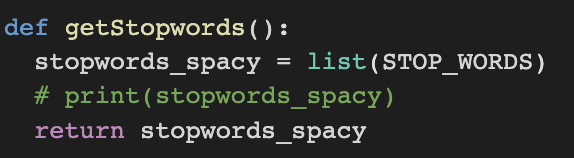 def getStopwords():
  stopwords_spacy = list(STOP_WORDS)
  # print(stopwords_spacy)
  return stopwords_spacy